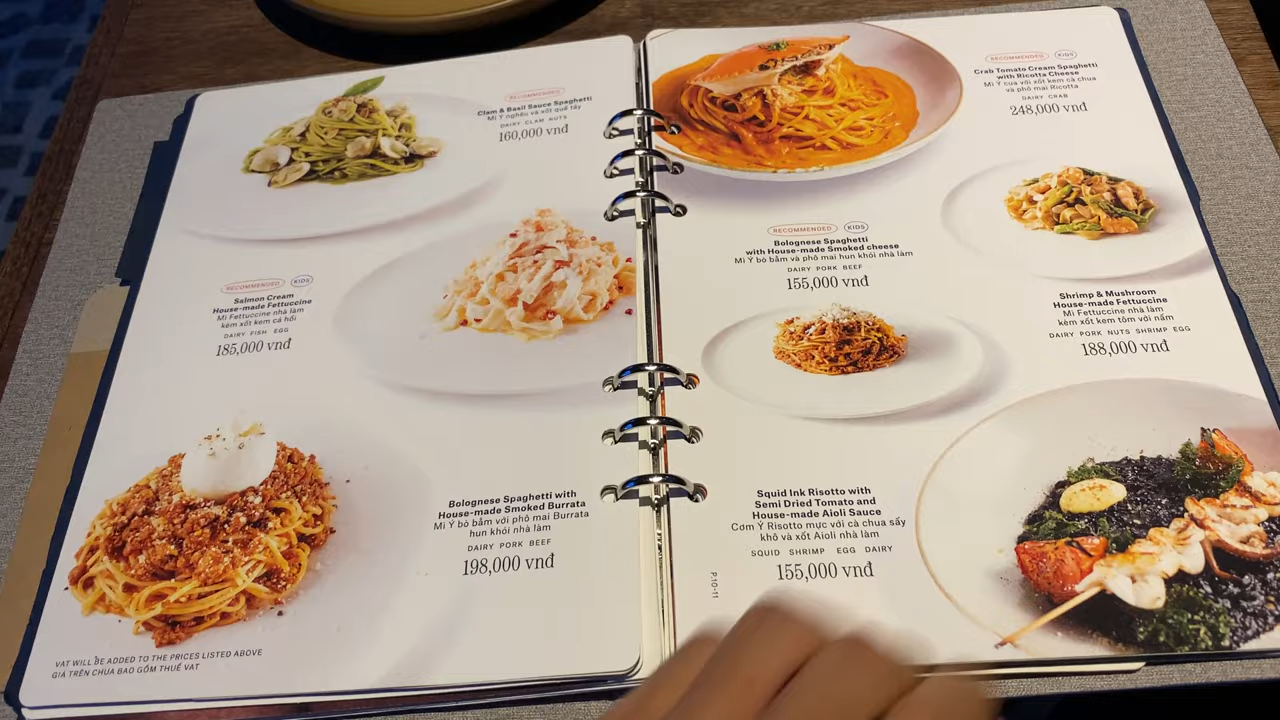 RECOMMENDED
Clam & Basil Sauce Spaghetti
Mì Ý nghêu và xốt quế tây
DAIRY CLAM NUTS
160,000 vnđ
RECOMMENDED KIDS
Salmon Cream
House-made Fettuccine
Mì Fettuccine nhà làm
kèm xốt kem cá hồi
DAIRY FISH EGG
185,000 vnđ
Bolognese Spaghetti with
House-made Smoked Burrata
Mì Ý bò bằm với phô mai Burrata
hun khói nhà làm
DAIRY PORK BEEF
198,000 vnđ
VAT WILL BE ADDED TO THE PRICES LISTED ABOVE
GIÁ TRÊN CHƯA BAO GỒM THUẾ VAT
RECOMMENDED KIDS
Crab Tomato Cream Spaghetti
with Ricotta Cheese
Mì Ý cua với xốt kem cà chua
và phô mai Ricotta
DAIRY CRAB
248,000 vnđ
RECOMMENDED KIDS
Bolognese Spaghetti
with House-made Smoked cheese
Mì Ý bò bằm và phô mai hun khói nhà làm
DAIRY PORK BEEF
155,000 vnđ
Shrimp & Mushroom
House-made Fettuccine
Mì Fettuccine nhà làm
kèm xốt kem tôm với nấm
DAIRY PORK NUTS SHRIMP EGG
188,000 vnđ
Squid Ink Risotto with
Semi Dried Tomato and
House-made Aioli Sauce
Cơm Ý Risotto mực với cà chua sấy
khô và xốt Aioli nhà làm
SQUID SHRIMP EGG DAIRY
155,000 vnđ
P.10-11